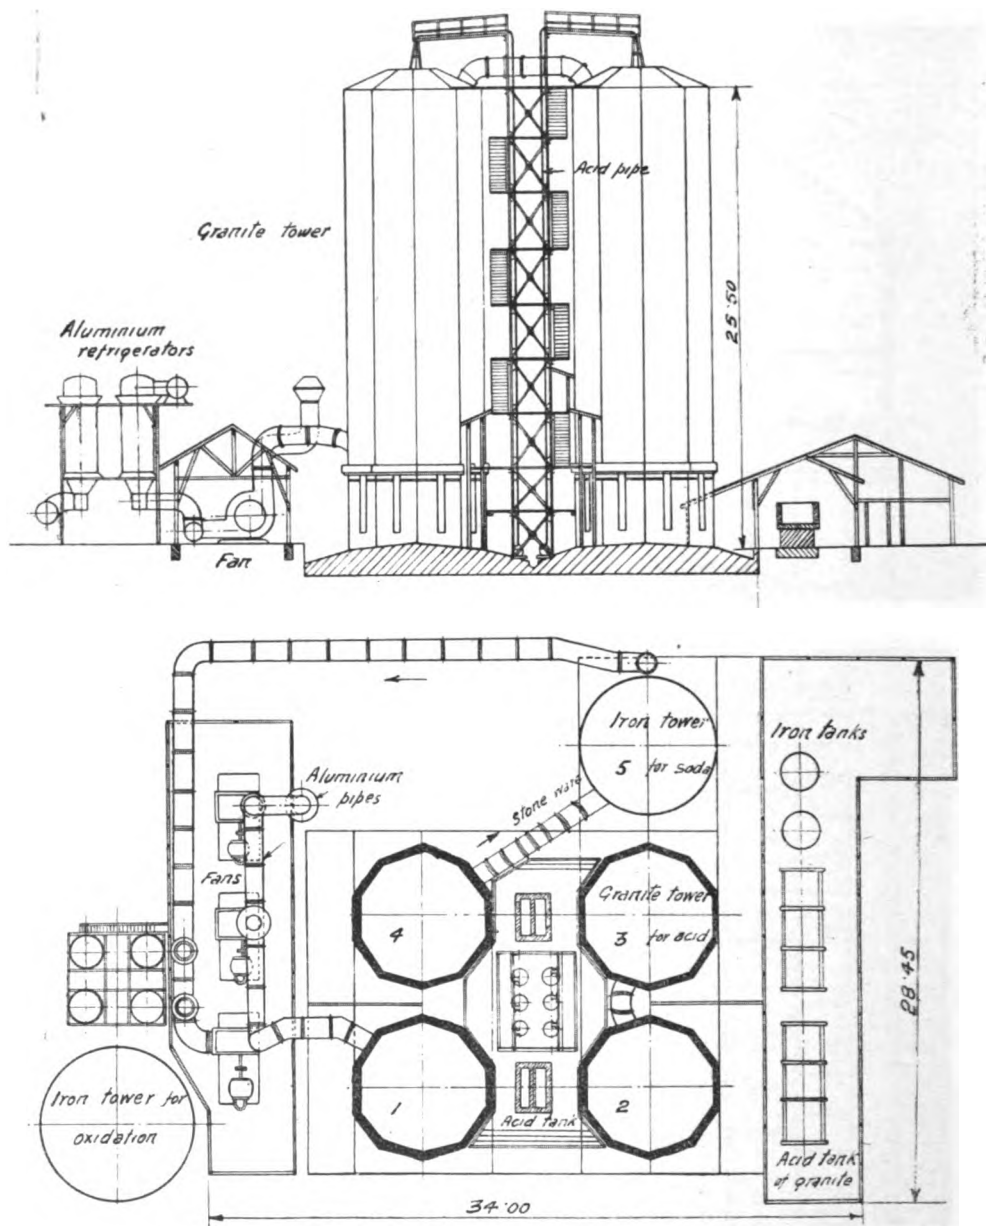 Acid pipe
Granite tower
25·50
Aluminium
refrigerators
Fan
Iron tower
5 for soda
Iron tanks
Aluminium
pipes
Stone ware
Fans
Granite tower
4
3 for acid
28·45
Iron tower for
oxidation
1
2
Acid tank
Acid tank
of granite
34·00